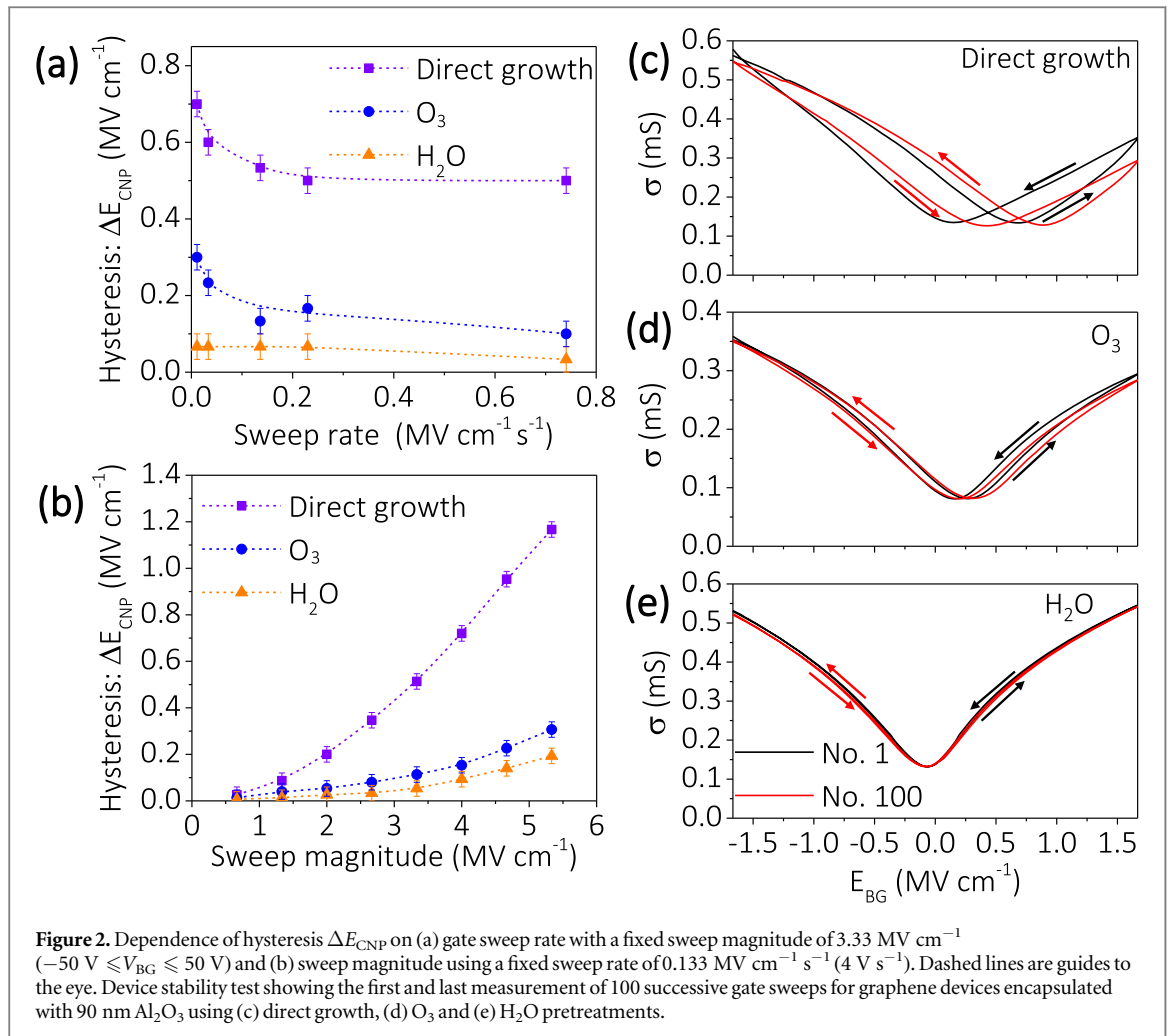 (a)
Hysteresis: ΔE_CNP (MV cm⁻¹)
0.8
0.6
0.4
0.2
0.0
Direct growth
O₃
H₂O
0.0 0.2 0.4 0.6 0.8
Sweep rate (MV cm⁻¹ s⁻¹)
(b)
Hysteresis: ΔE_CNP (MV cm⁻¹)
1.4
1.2
1.0
0.8
0.6
0.4
0.2
0.0
Direct growth
O₃
H₂O
0 1 2 3 4 5 6
Sweep magnitude (MV cm⁻¹)
(c)
σ (mS)
0.6
0.5
0.4
0.3
0.2
0.1
0.0
Direct growth
(d)
σ (mS)
0.4
0.3
0.2
0.1
0.0
O₃
(e)
σ (mS)
0.6
0.5
0.4
0.3
0.2
0.1
0.0
H₂O
No. 1
No. 100
-1.5 -1.0 -0.5 0.0 0.5 1.0 1.5
E_BG (MV cm⁻¹)
Figure 2. Dependence of hysteresis ΔE_CNP on (a) gate sweep rate with a fixed sweep magnitude of 3.33 MV cm⁻¹
(−50 V ⩽V_BG ⩽ 50 V) and (b) sweep magnitude using a fixed sweep rate of 0.133 MV cm⁻¹ s⁻¹ (4 V s⁻¹). Dashed lines are guides to
the eye. Device stability test showing the first and last measurement of 100 successive gate sweeps for graphene devices encapsulated
with 90 nm Al₂O₃ using (c) direct growth, (d) O₃ and (e) H₂O pretreatments.